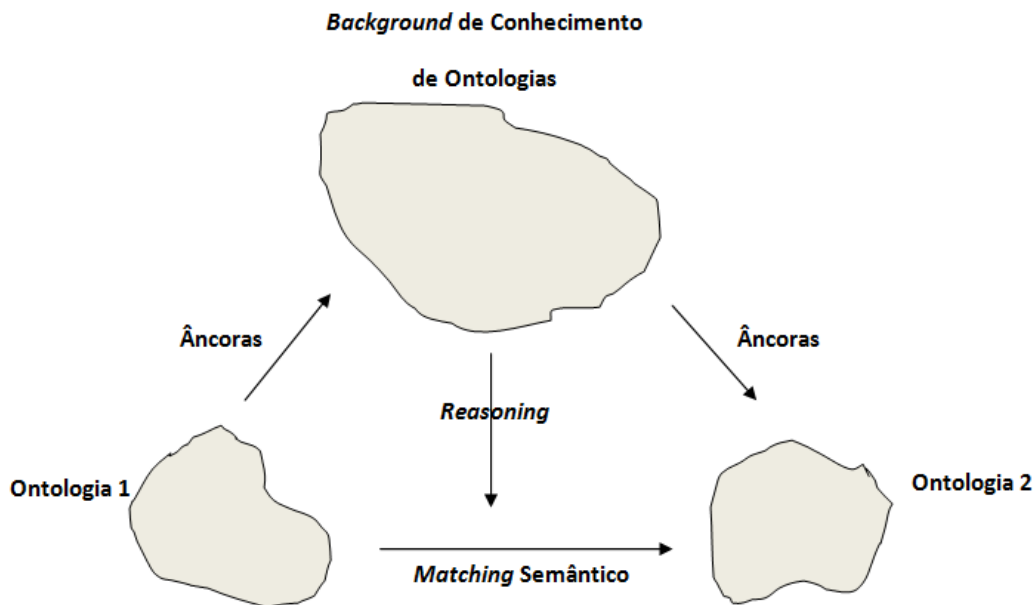 Background de Conhecimento
de Ontologias
Âncoras
Âncoras
Reasoning
Ontologia 1
Ontologia 2
Matching Semântico